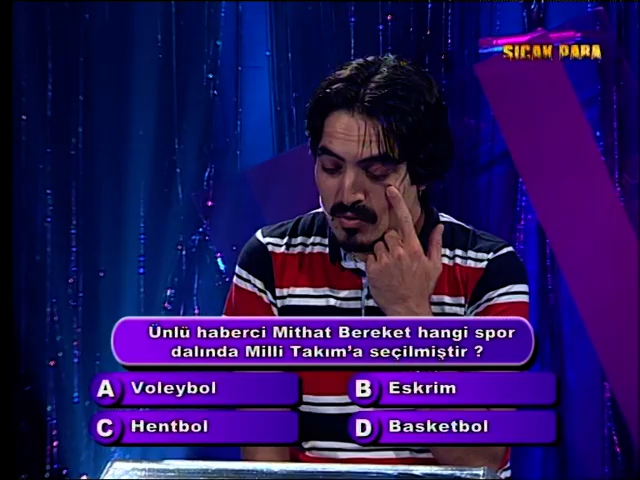 SICAK PARA
Ünlü haberci Mithat Bereket hangi spor
dalında Milli Takım'a seçilmiştir ?
A Voleybol
B Eskrim
C Hentbol
D Basketbol